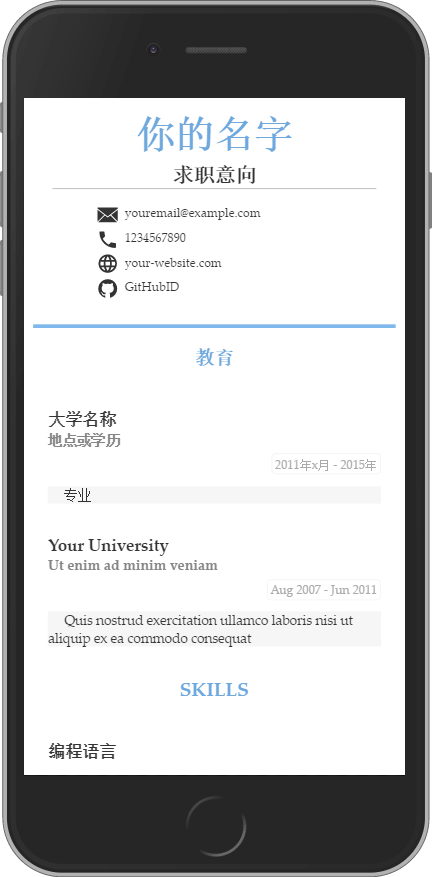 你的名字
求职意向
youremail@example.com
1234567890
your-website.com
GitHubID
教育
大学名称
地点或学历
2011年x月 - 2015年
专业
Your University
Ut enim ad minim veniam
Aug 2007 - Jun 2011
Quis nostrud exercitation ullamco laboris nisi ut
aliquip ex ea commodo consequat
SKILLS
编程语言